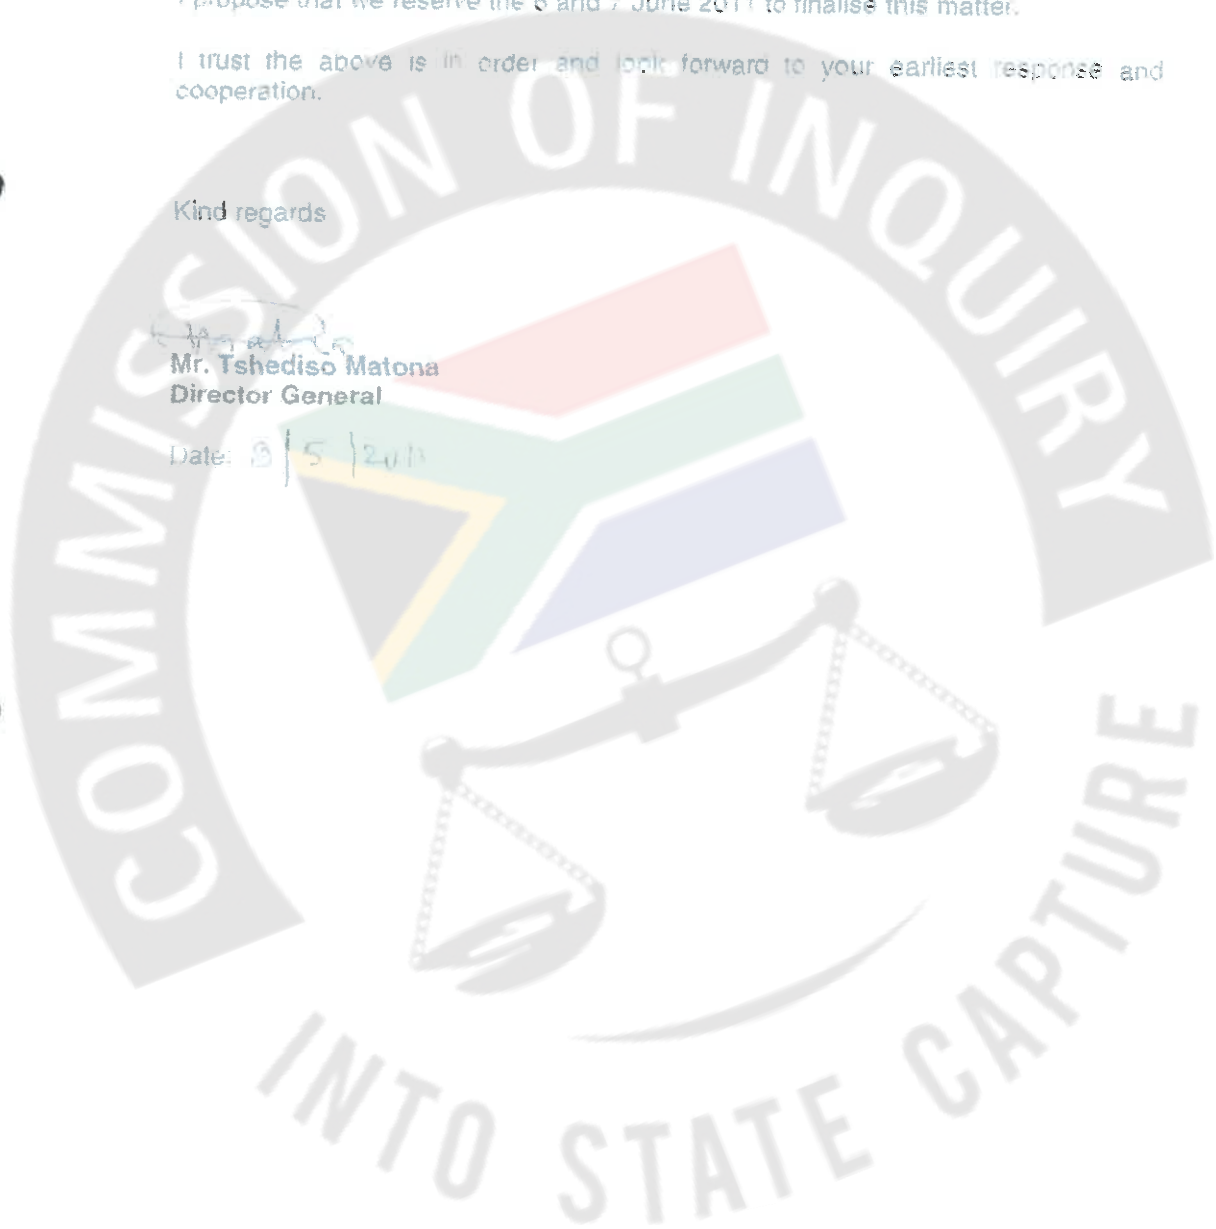 I propose that we reserve the 6 and 7 June 2011 to finalise this matter.
I trust the above is in order and look forward to your earliest response and
cooperation.
Kind regards
Mr. Tshediso Matona
Director General
Date: 5 | 2011
COMMISSION OF INQUIRY
INTO STATE CAPTURE